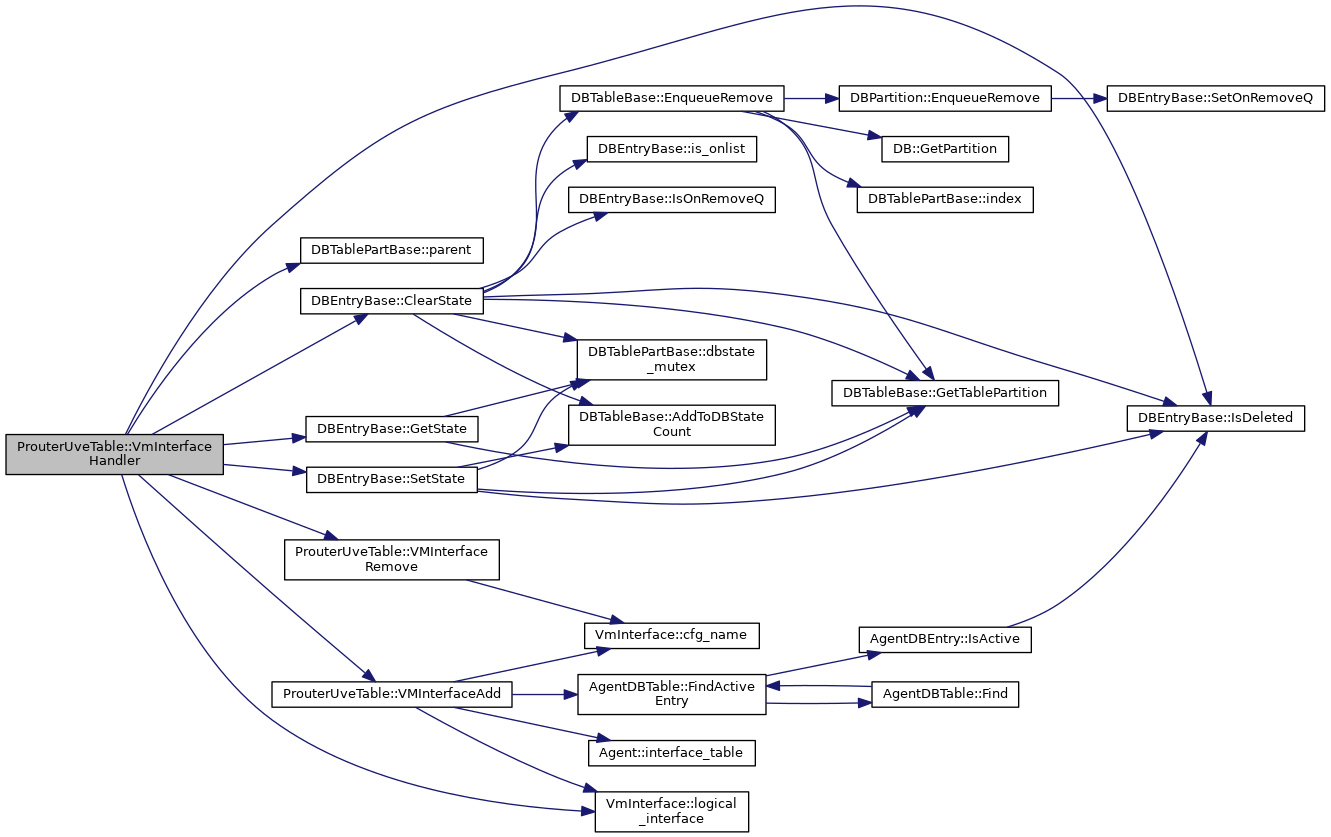 ProuterUveTable::VmInterface
Handler
DBTablePartBase::parent
DBEntryBase::ClearState
DBEntryBase::GetState
DBEntryBase::SetState
ProuterUveTable::VMInterface
Remove
ProuterUveTable::VMInterfaceAdd
DBTableBase::EnqueueRemove
DBEntryBase::is_onlist
DBEntryBase::IsOnRemoveQ
DBTablePartBase::dbstate
_mutex
DBTableBase::AddToDBState
Count
VmInterface::cfg_name
AgentDBTable::FindActive
Entry
Agent::interface_table
VmInterface::logical
_interface
DBPartition::EnqueueRemove
DB::GetPartition
DBTablePartBase::index
DBTableBase::GetTablePartition
AgentDBEntry::IsActive
AgentDBTable::Find
DBEntryBase::SetOnRemoveQ
DBEntryBase::IsDeleted